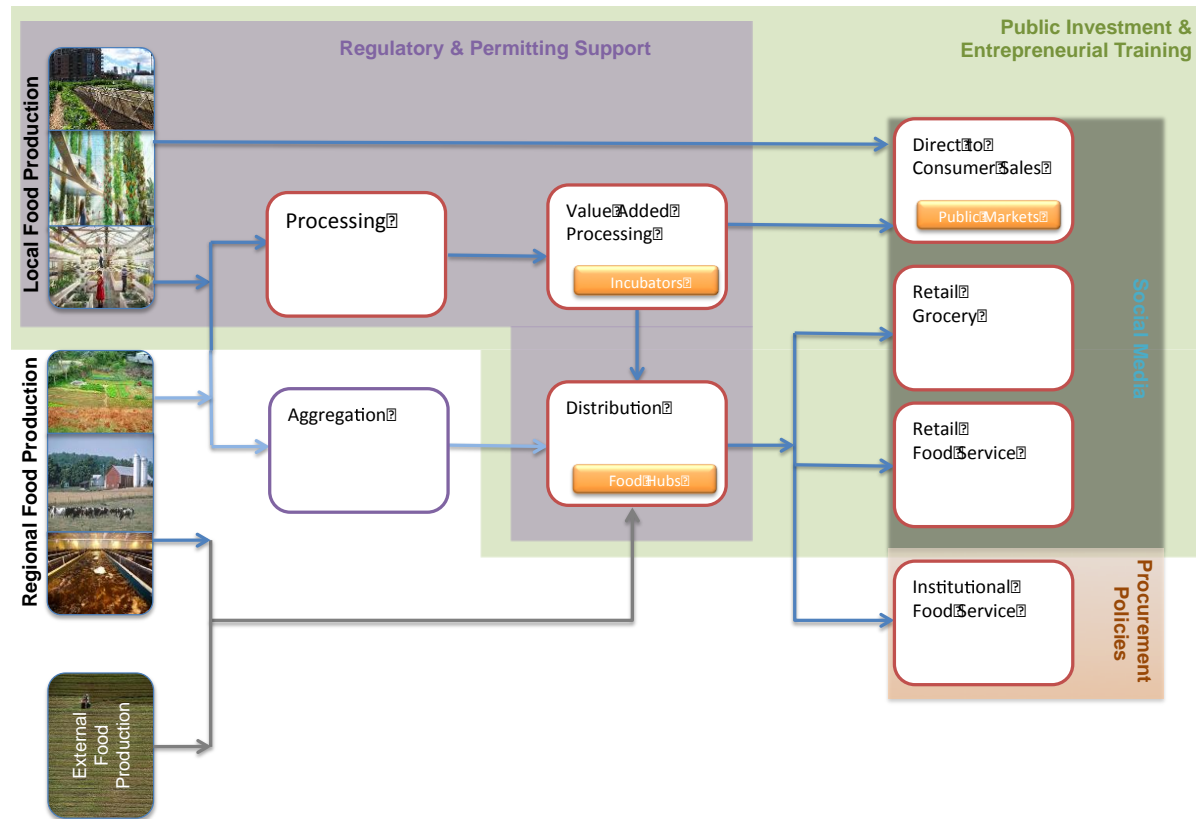 Regulatory & Permitting Support
Public Investment &
Entrepreneurial Training
Local Food Production
Direct to
Consumer Sales
Public Markets
Processing
Value Added
Processing
Incubators
Retail
Grocery
Social Media
Regional Food Production
Aggregation
Distribution
Food Hubs
Retail
Food Service
Institutional
Food Service
Procurement
Policies
External
Food
Production